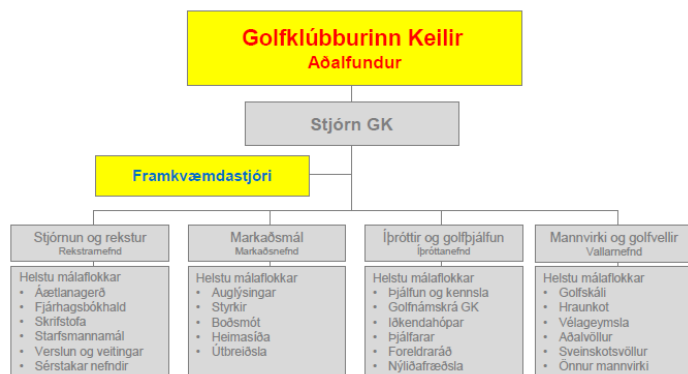 Golfklúbburinn Keilir
Aðalfundur
Stjórn GK
Framkvæmdastjóri
Stjórnun og rekstur
Rekstrarnefnd
Helstu málaflokkar
• Áætlanagerð
• Fjárhagsbókhald
• Skrifstofa
• Starfsmannamál
• Verslun og veitingar
• Sérstakar nefndir
Markaðsmál
Markaðsnefnd
Helstu málaflokkar
• Auglýsingar
• Styrkir
• Boðsmót
• Heimasíða
• Útbreiðsla
Íþróttir og golfþjálfun
Íþróttanefnd
Helstu málaflokkar
• Þjálfun og kennsla
• Golfnámskrá GK
• Iðkendahópar
• Þjálfarar
• Foreldraráð
• Nýliðafræðsla
Mannvirki og golfvellir
Vallarnefnd
Helstu málaflokkar
• Golfskáli
• Hraunkot
• Vélageymsla
• Aðalvöllur
• Sveinskotsvöllur
• Önnur mannvirki